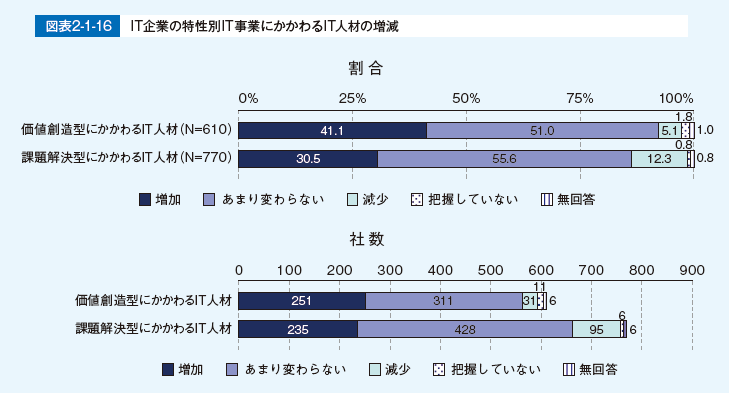 図表2-1-16 IT企業の特性別IT事業にかかわるIT人材の増減
割合
0% 25% 50% 75% 100%
1.8
価値創造型にかかわるIT人材(N=610) 41.1 51.0 5.1 1.0
0.8
課題解決型にかかわるIT人材(N=770) 30.5 55.6 12.3 0.8
増加 あまり変わらない 減少 把握していない 無回答
社数
0 100 200 300 400 500 600 700 800 900
11
価値創造型にかかわるIT人材 251 311 31 6
6
課題解決型にかかわるIT人材 235 428 95 6
増加 あまり変わらない 減少 把握していない 無回答